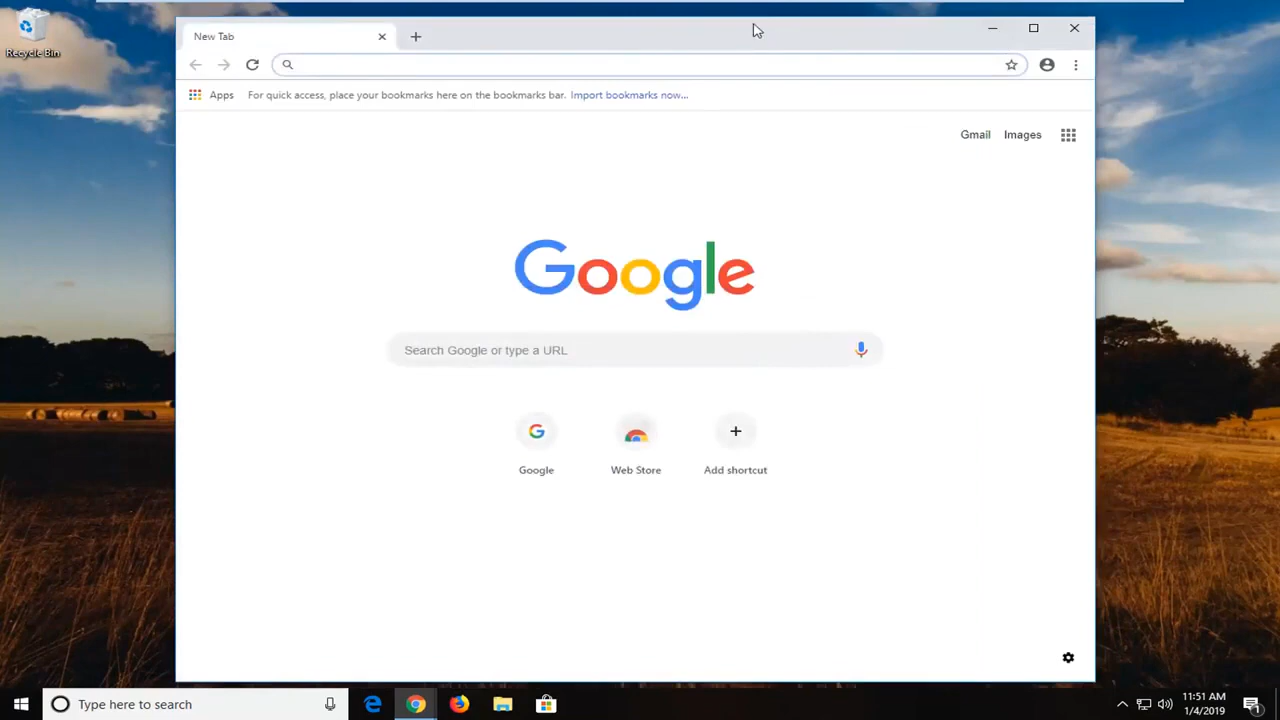 Recycle Bin
New Tab
Apps For quick access, place your bookmarks here on the bookmarks bar. Import bookmarks now...
Gmail Images
Google
Search Google or type a URL
Google Web Store Add shortcut
Type here to search
11:51 AM
1/4/2019
1